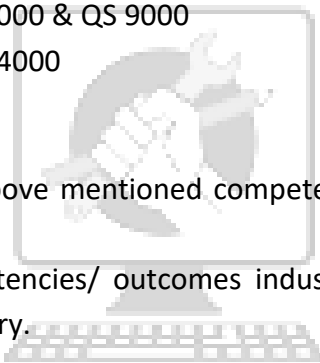 000 & QS 9000
4000
ove mentioned compete
tencies/ outcomes indus
ry.